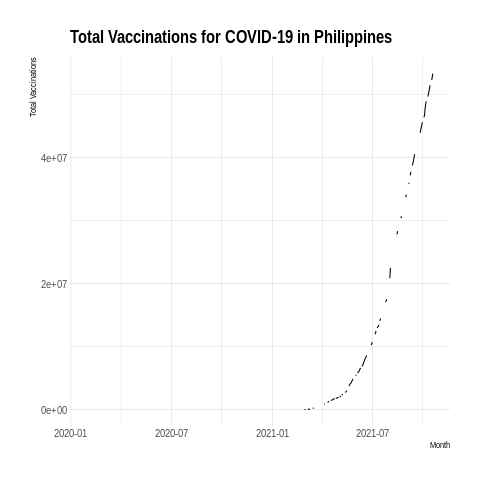 Total Vaccinations for COVID-19 in Philippines
Total Vaccinations
4e+07
2e+07
0e+00
2020-01 2020-07 2021-01 2021-07
Month